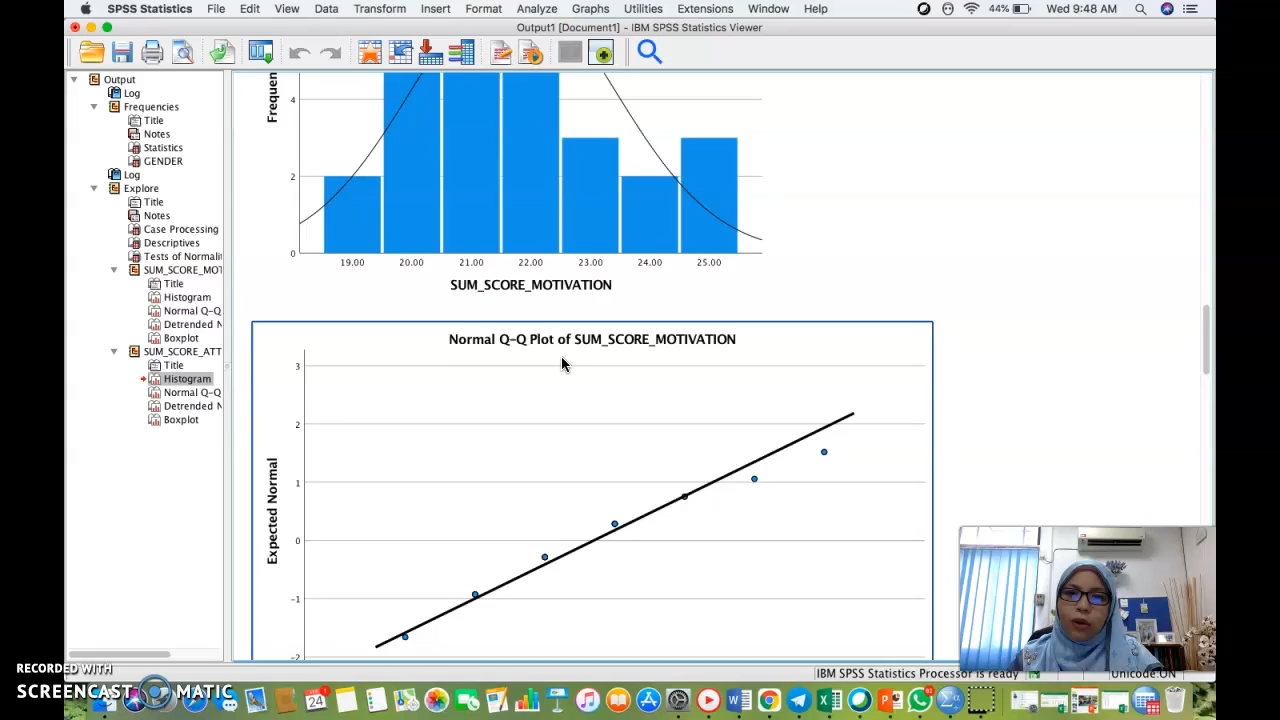 SPSS Statistics File Edit View Data Transform Insert Format Analyze Graphs Utilities Extensions Window Help 44% Wed 9:48 AM
Output1 [Document1] - IBM SPSS Statistics Viewer
Output
Log
Frequencies
Title
Notes
Statistics
GENDER
Log
Explore
Title
Notes
Case Processing
Descriptives
Tests of Normali
SUM_SCORE_MOT
Title
Histogram
Normal Q-Q
Detrended N
Boxplot
SUM_SCORE_ATT
Title
Histogram
Normal Q-Q
Detrended N
Boxplot
Frequen
4
2
0
19.00 20.00 21.00 22.00 23.00 24.00 25.00
SUM_SCORE_MOTIVATION
Normal Q-Q Plot of SUM_SCORE_MOTIVATION
Expected Normal
3
2
1
0
-1
-2
IBM SPSS Statistics Processor is ready
Unicode:ON
RECORDED WITH
SCREENCAST MATIC